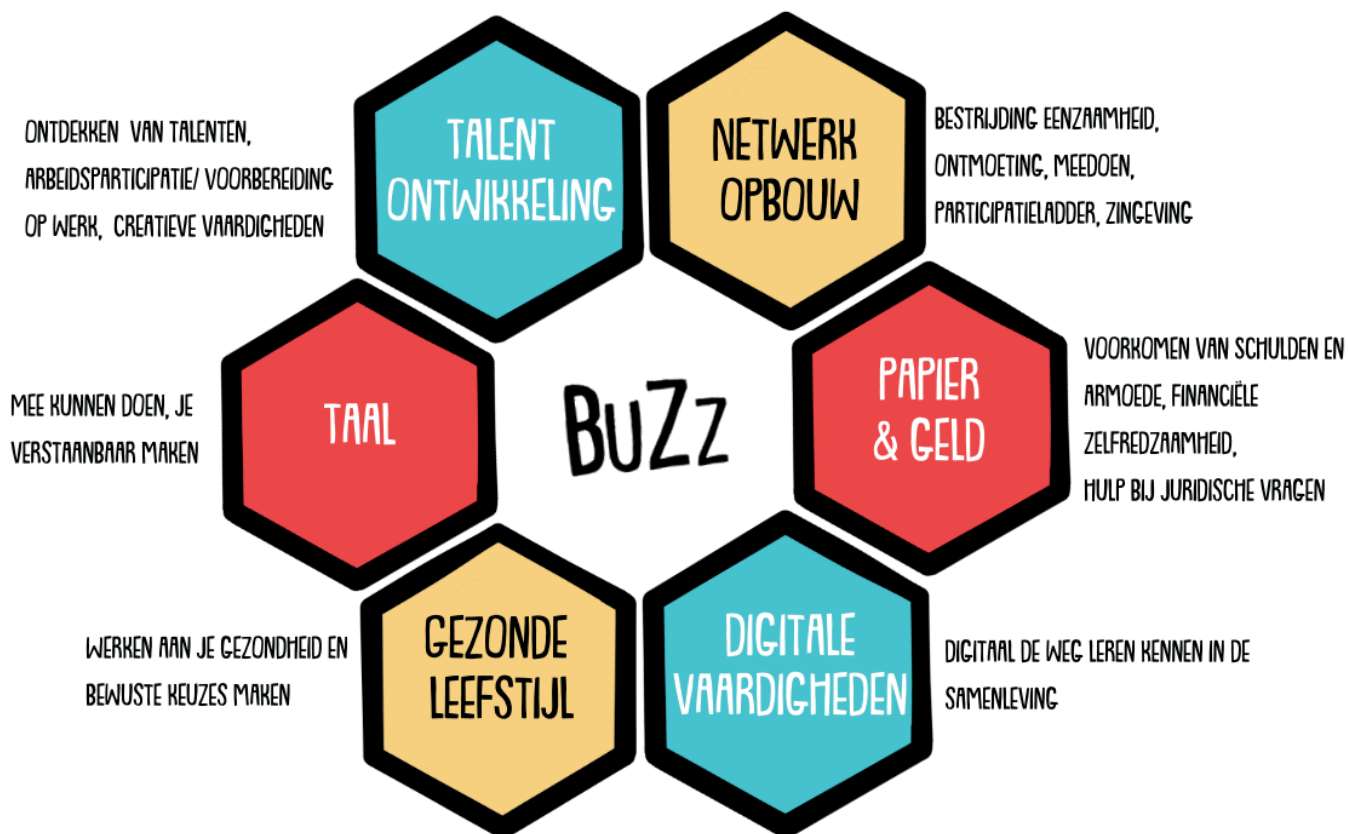 ONTDEKKEN VAN TALENTEN,
ARBEIDSPARTICIPATIE/ VOORBEREIDING
OP WERK, CREATIEVE VAARDIGHEDEN
TALENT
ONTWIKKELING
NETWERK
OPBOUW
BESTRIJDING EENZAAMHEID,
ONTMOETING, MEEDOEN,
PARTICIPATIELADDER, ZINGEVING
MEE KUNNEN DOEN, JE
VERSTAANBAAR MAKEN
TAAL
BuZz
PAPIER
& GELD
VOORKOMEN VAN SCHULDEN EN
ARMOEDE, FINANCIËLE
ZELFREDZAAMHEID,
HULP BIJ JURIDISCHE VRAGEN
WERKEN AAN JE GEZONDHEID EN
BEWUSTE KEUZES MAKEN
GEZONDE
LEEFSTIJL
DIGITALE
VAARDIGHEDEN
DIGITAAL DE WEG LEREN KENNEN IN DE
SAMENLEVING